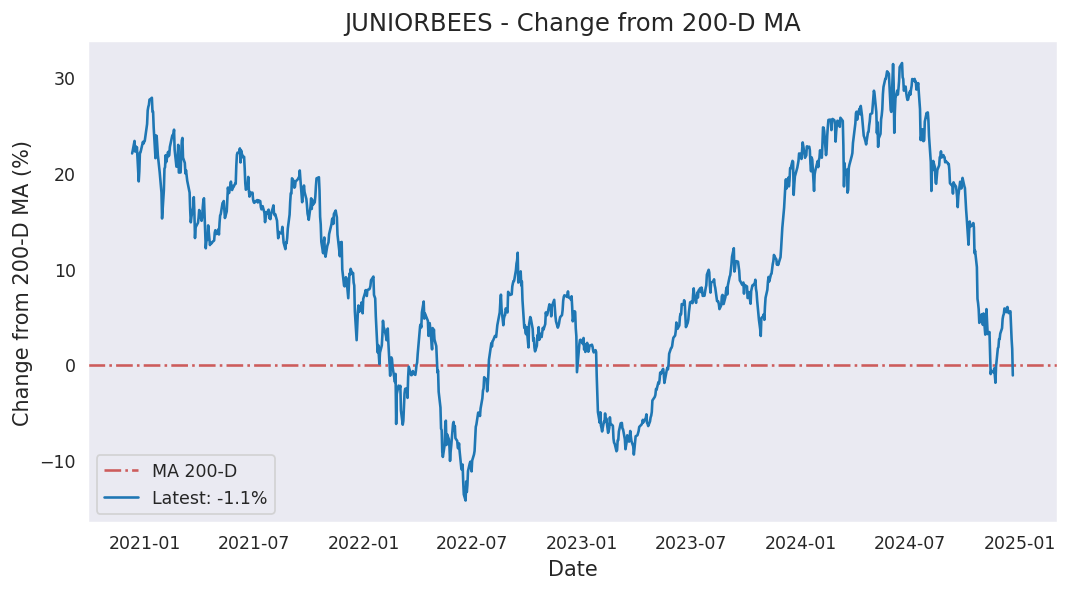 JUNIORBEES - Change from 200-D MA
Change from 200-D MA (%)
30
20
10
0
−10
MA 200-D
Latest: -1.1%
2021-01 2021-07 2022-01 2022-07 2023-01 2023-07 2024-01 2024-07 2025-01
Date